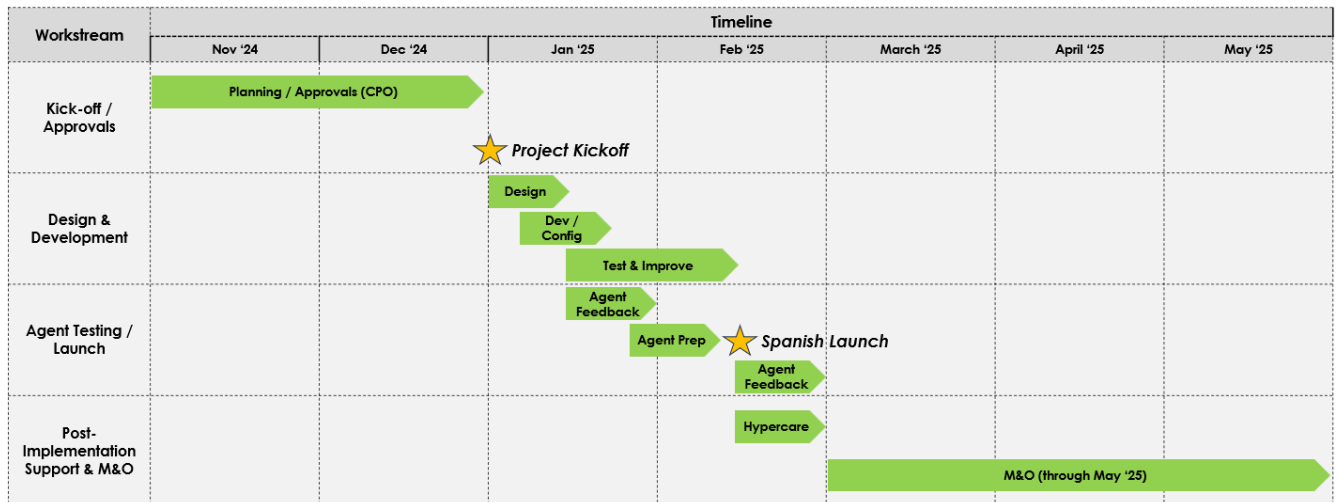 Workstream
Timeline
Nov ‘24
Dec ‘24
Jan ‘25
Feb ‘25
March ‘25
April ‘25
May ‘25
Kick-off /
Approvals
Planning / Approvals (CPO)
Project Kickoff
Design &
Development
Design
Dev /
Config
Test & Improve
Agent Testing /
Launch
Agent
Feedback
Agent Prep
Spanish Launch
Agent
Feedback
Post-
Implementation
Support & M&O
Hypercare
M&O (through May ‘25)